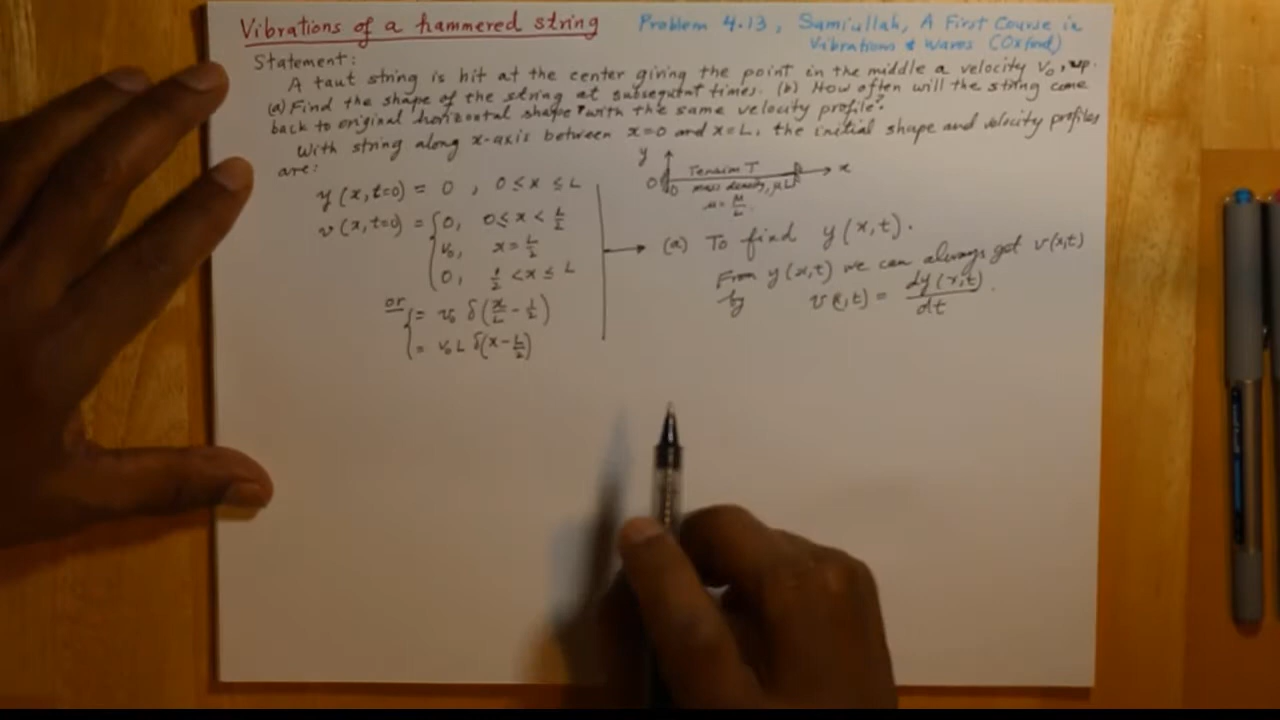 Vibrations of a hammered string
Problem 4.13, Samiullah, A First Course in
Vibrations & Waves (Oxford)
Statement:
A taut string is hit at the center giving the point in the middle a velocity v₀, up.
(a) Find the shape of the string at subsequent times. (b) How often will the string come
back to original horizontal shape with the same velocity profile?
With string along x-axis between x=0 and x=L, the initial shape and velocity profiles
are:
y(x,t=0) = 0, 0≤x≤L
v(x,t=0) = { 0, 0≤x<L/2
v₀, x=L/2
0, L/2<x≤L
or
= v₀ δ(x/L - 1/2)
= v₀ L δ(x-L/2)
y
Tension T
x
0
mass density, μ
L
μ = M/L
(a) To find y(x,t).
From y(x,t) we can always get v(x,t)
by v(x,t) = dy(x,t)/dt.